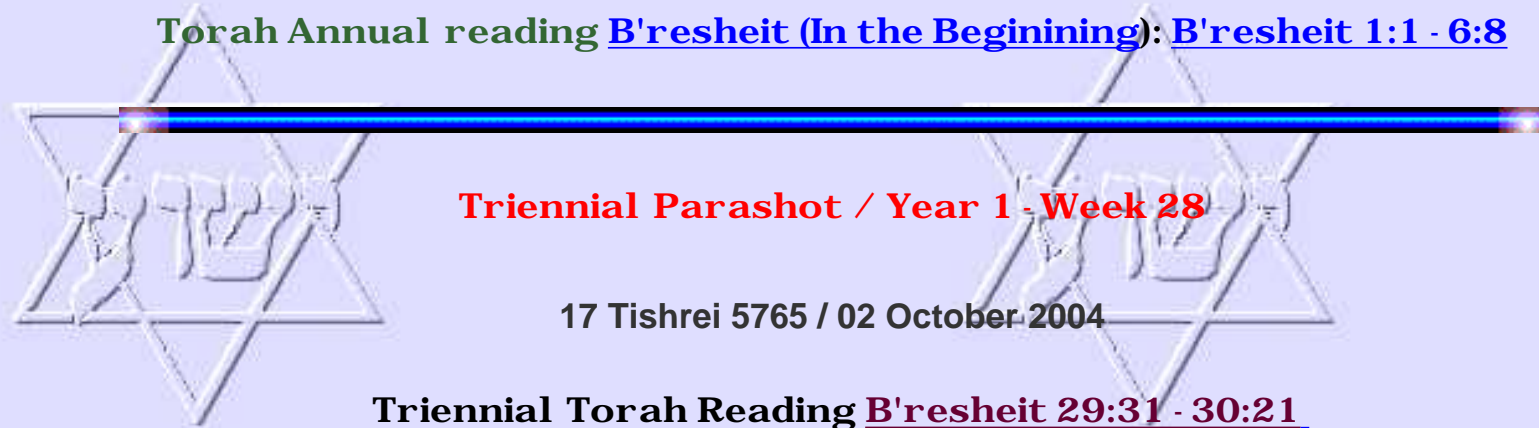 Torah Annual reading B'resheit (In the Beginining): B'resheit 1:1 - 6:8
Triennial Parashot / Year 1 - Week 28
17 Tishrei 5765 / 02 October 2004
Triennial Torah Reading B'resheit 29:31 - 30:21